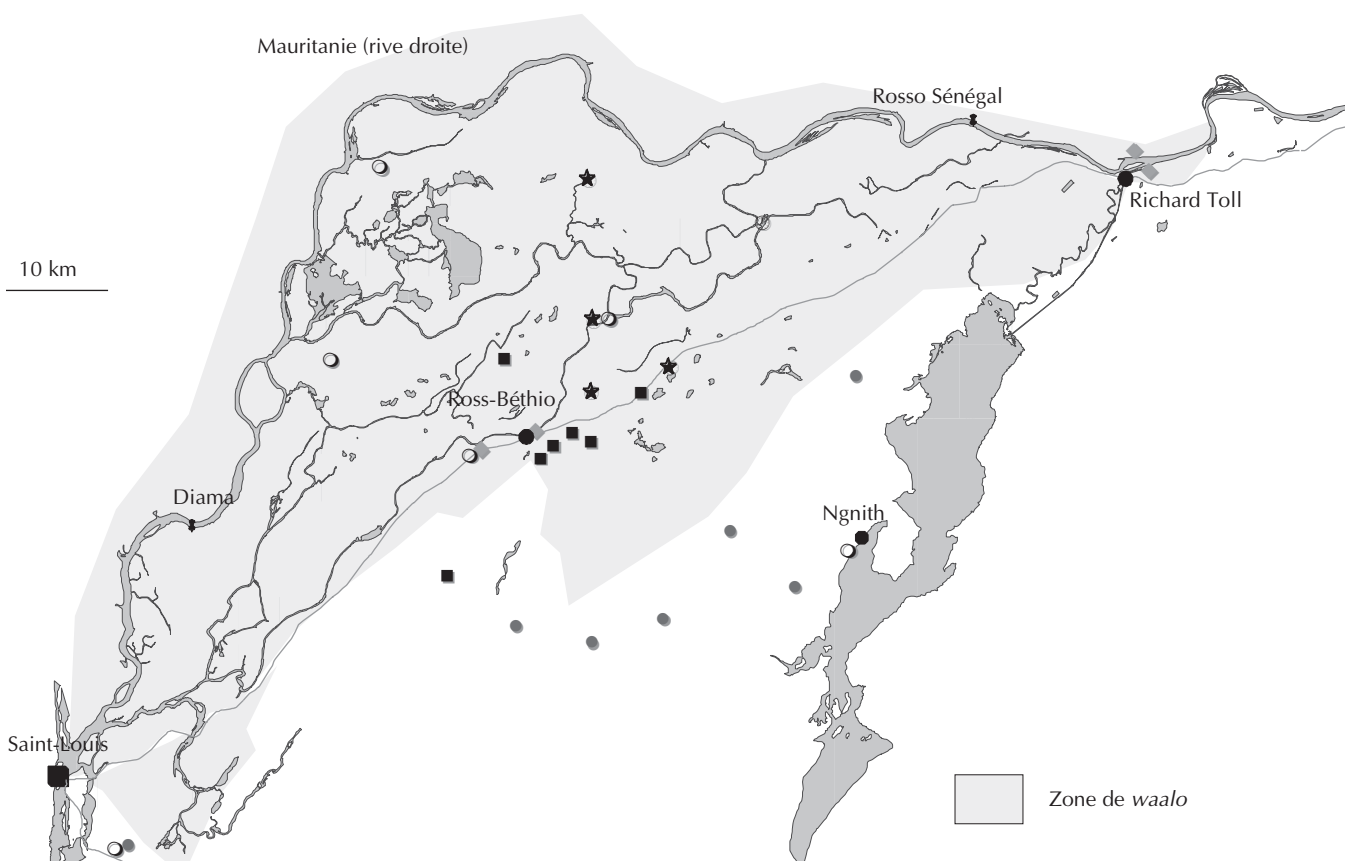 Mauritanie (rive droite)
Rosso Sénégal
Richard Toll
10 km
Ross-Béthio
Diama
Ngnith
Saint-Louis
Zone de waalo